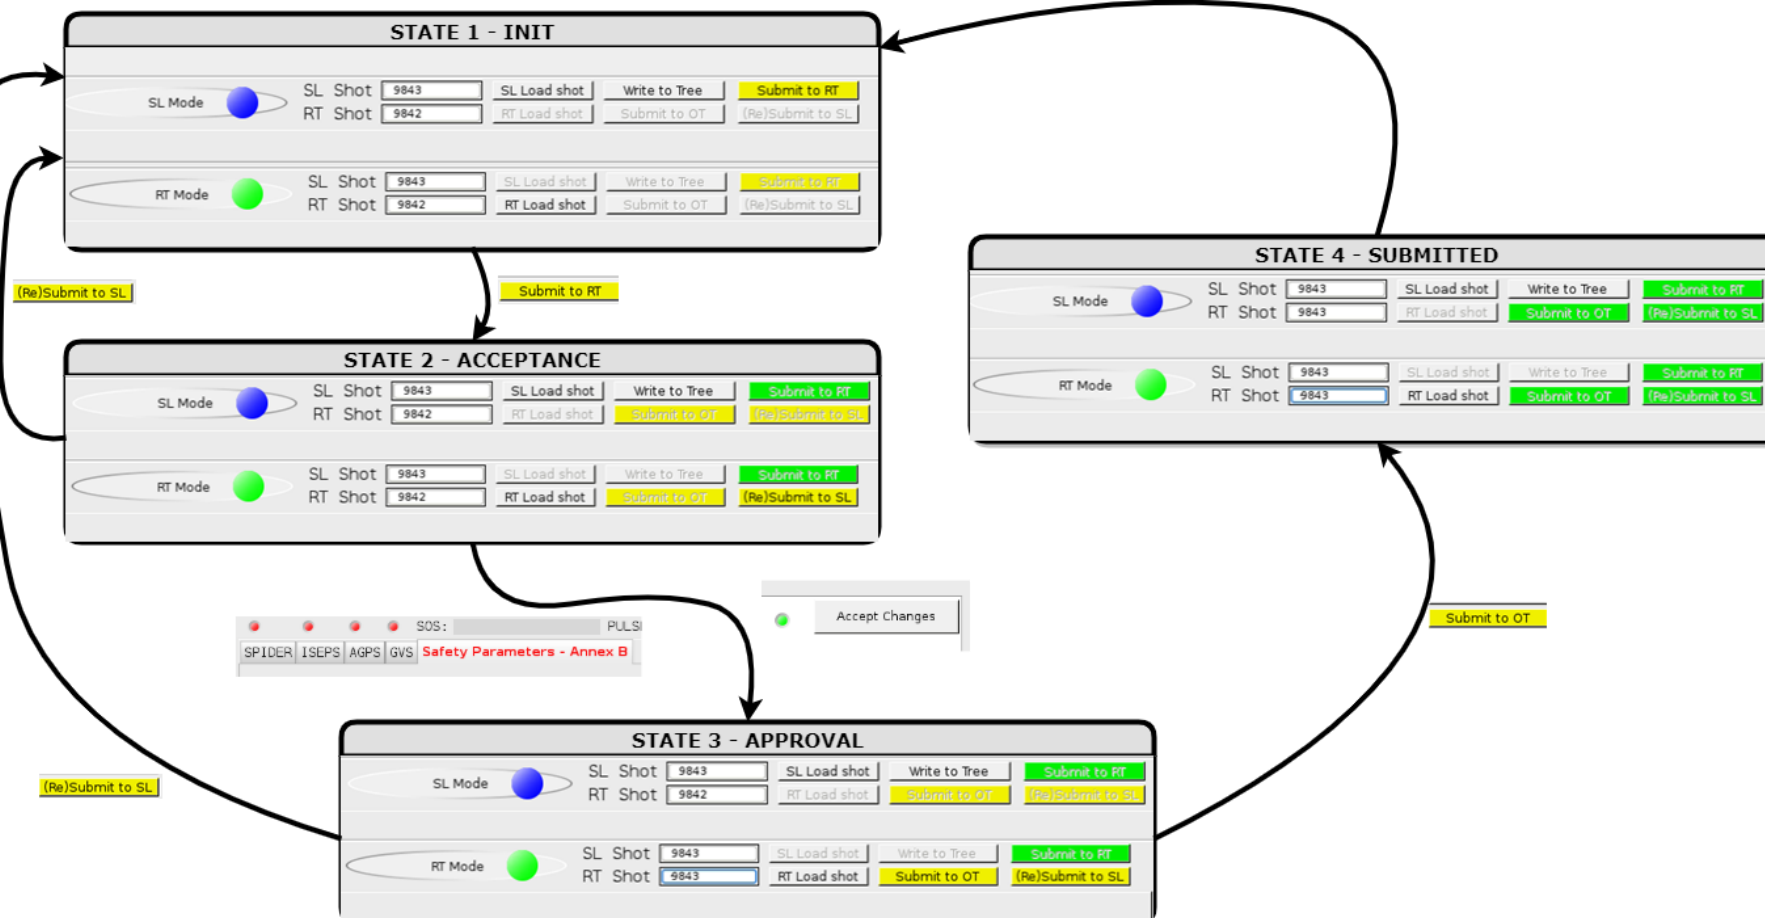 STATE 1 - INIT
SL Mode SL Shot 9843 SL Load shot Write to Tree Submit to RT
RT Shot 9842 RT Load shot Submit to OT (Re)Submit to SL
RT Mode SL Shot 9843 SL Load shot Write to Tree Submit to RT
RT Shot 9842 RT Load shot Submit to OT (Re)Submit to SL
(Re)Submit to SL
Submit to RT
STATE 2 - ACCEPTANCE
SL Mode SL Shot 9843 SL Load shot Write to Tree Submit to RT
RT Shot 9842 RT Load shot Submit to OT (Re)Submit to SL
RT Mode SL Shot 9843 SL Load shot Write to Tree Submit to RT
RT Shot 9842 RT Load shot Submit to OT (Re)Submit to SL
STATE 4 - SUBMITTED
SL Mode SL Shot 9843 SL Load shot Write to Tree Submit to RT
RT Shot 9843 RT Load shot Submit to OT (Re)Submit to SL
RT Mode SL Shot 9843 SL Load shot Write to Tree Submit to RT
RT Shot 9843 RT Load shot Submit to OT (Re)Submit to SL
SOS: PULS
SPIDER ISEPS AGPS GVS Safety Parameters - Annex B
Accept Changes
Submit to OT
(Re)Submit to SL
STATE 3 - APPROVAL
SL Mode SL Shot 9843 SL Load shot Write to Tree Submit to RT
RT Shot 9842 RT Load shot Submit to OT (Re)Submit to SL
RT Mode SL Shot 9843 SL Load shot Write to Tree Submit to RT
RT Shot 9843 RT Load shot Submit to OT (Re)Submit to SL